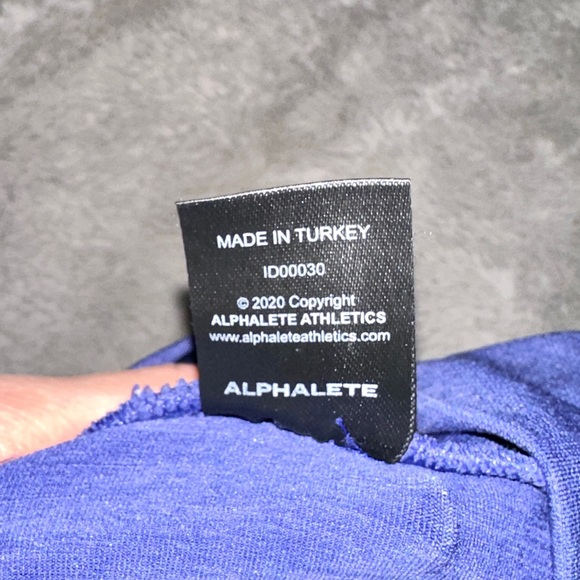 MADE IN TURKEY
ID00030
© 2020 Copyright
ALPHALETE ATHLETICS
www.alphaleteathletics.com
ALPHALETE